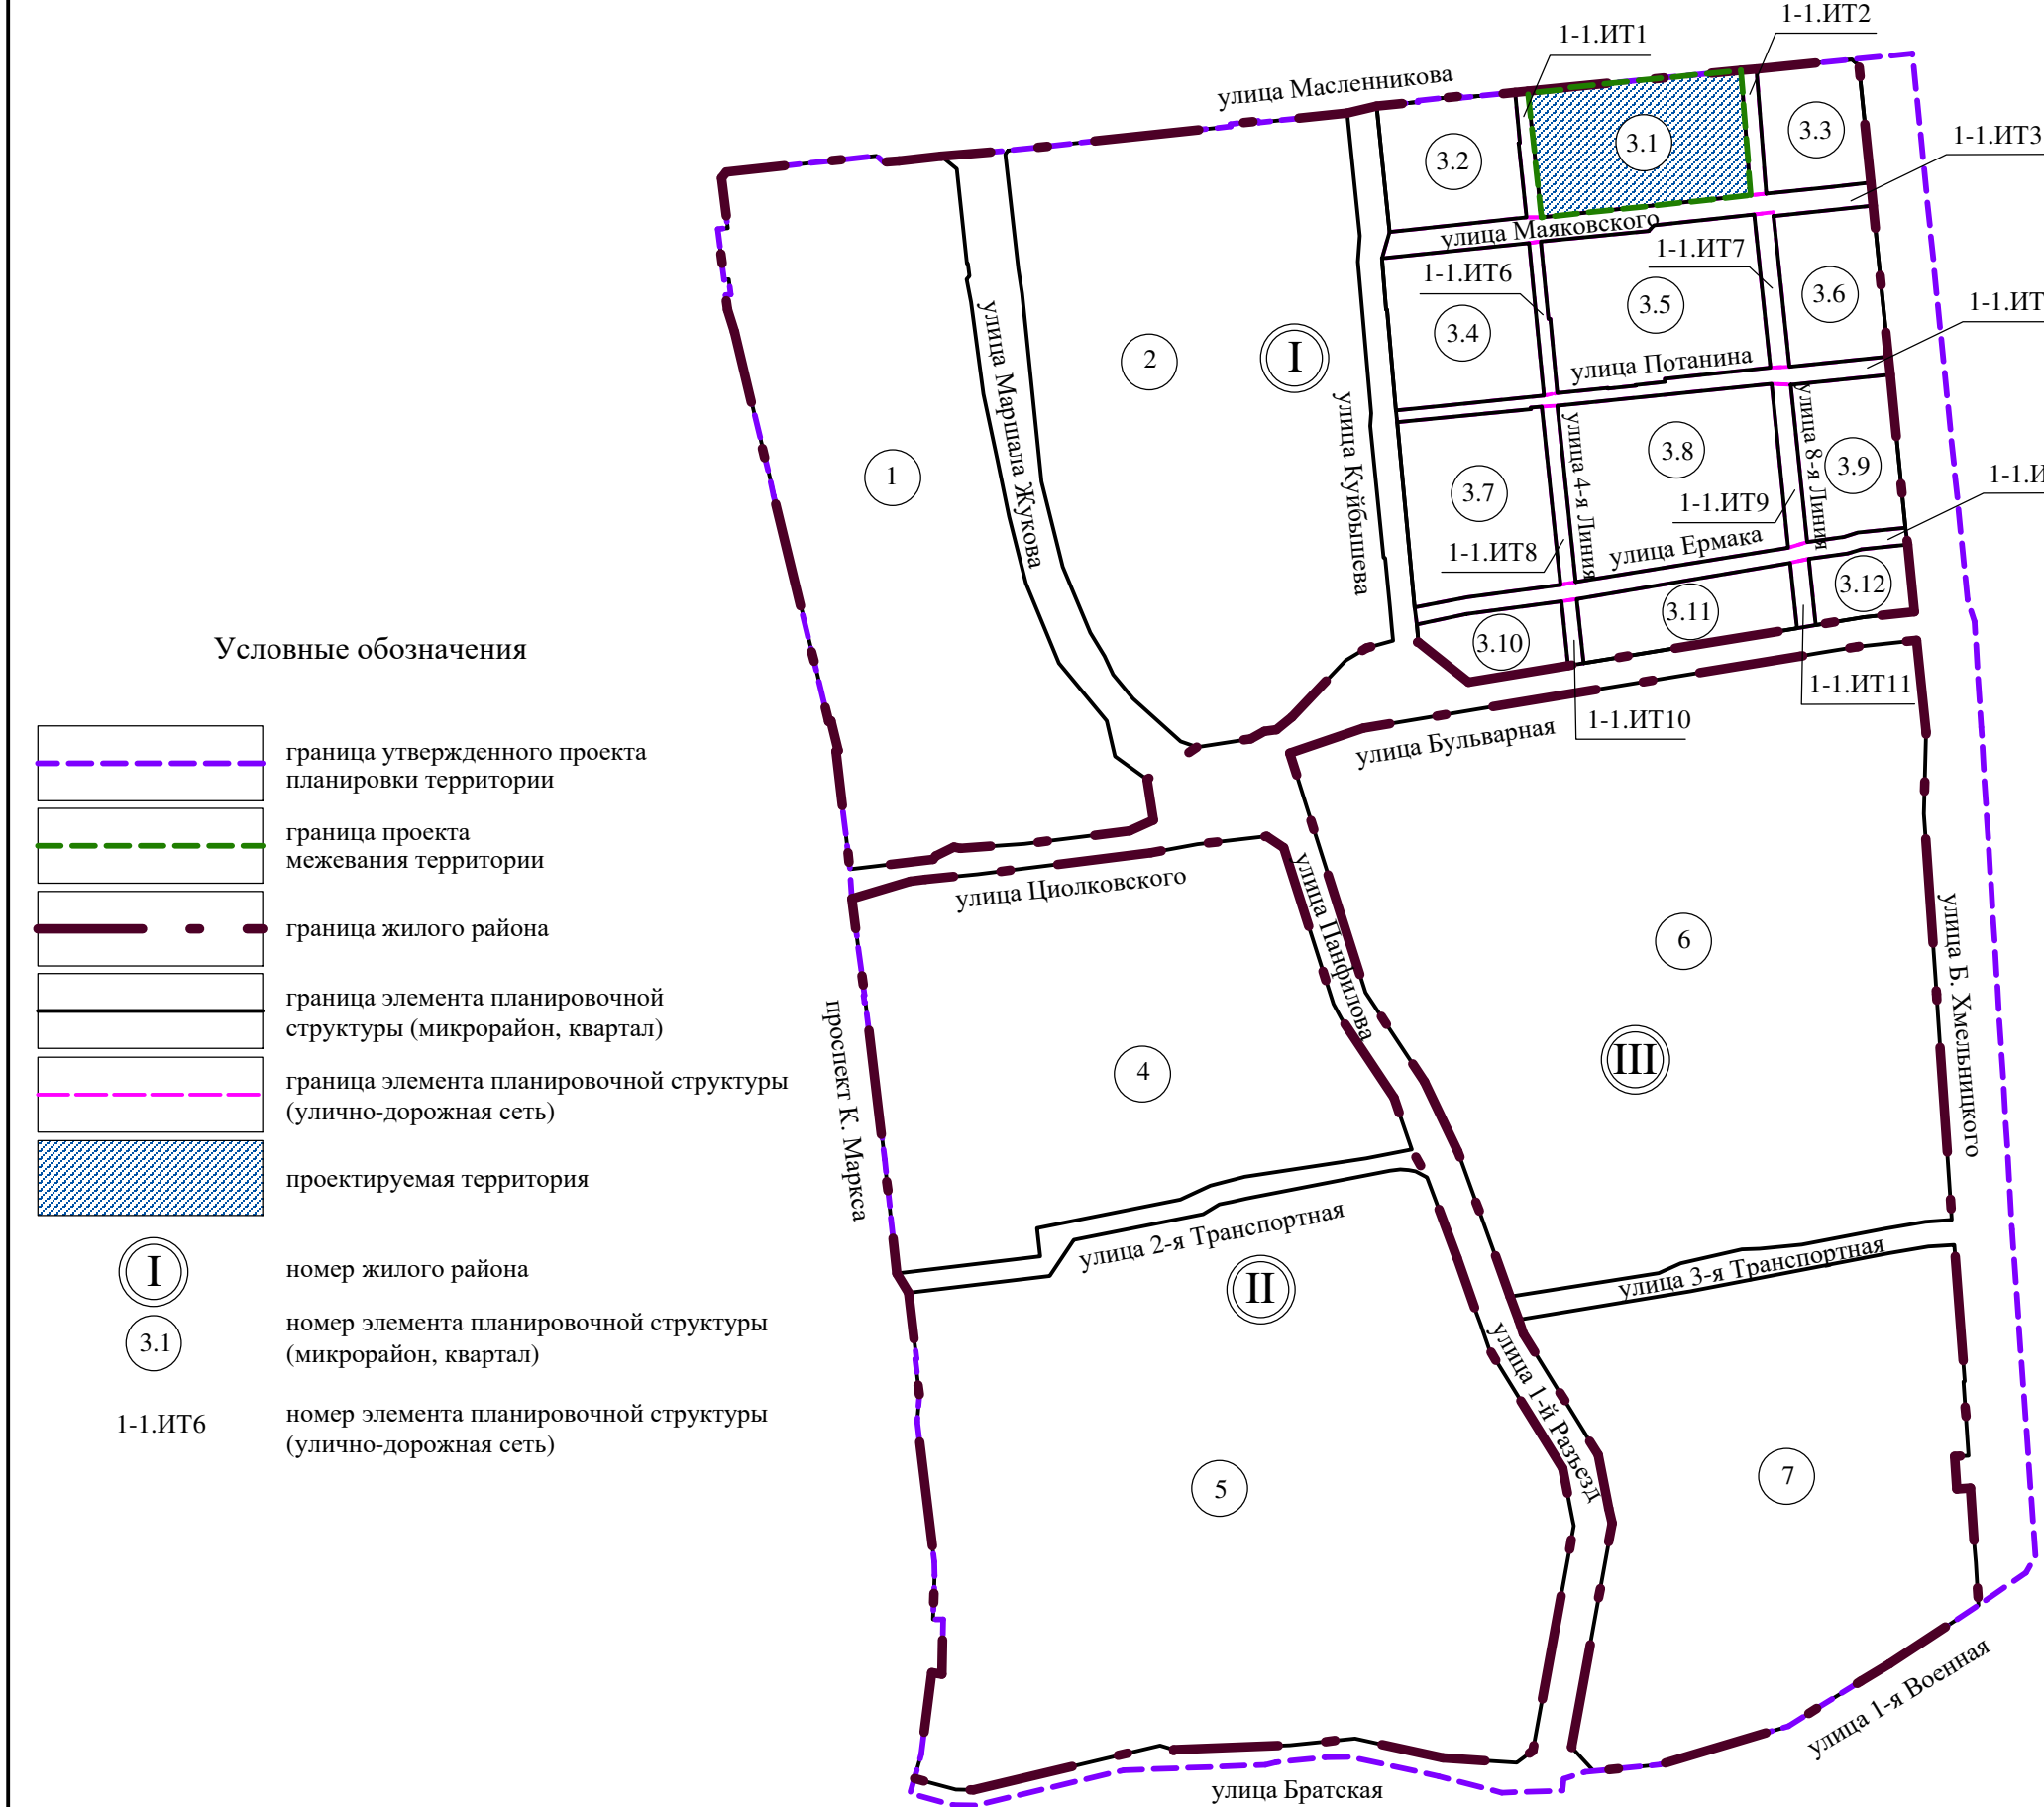 1-1.ИТ2
1-1.ИТ1
улица Масленникова
3.1
3.3
1-1.ИТ3
3.2
улица Маяковского
1-1.ИТ7
1-1.ИТ6
3.6
3.5
1-1.ИТ
3.4
2
I
улица Потанина
улица Маршала Жукова
улица Куйбышева
1
улица 4-я Линия
3.8
улица 8-я Линия
3.9
1-1.И
3.7
1-1.ИТ9
1-1.ИТ8
улица Ермака
3.12
3.11
3.10
1-1.ИТ11
1-1.ИТ10
улица Бульварная
Условные обозначения
граница утвержденного проекта
планировки территории
граница проекта
межевания территории
граница жилого района
граница элемента планировочной
структуры (микрорайон, квартал)
граница элемента планировочной структуры
(улично-дорожная сеть)
проектируемая территория
I
номер жилого района
3.1
номер элемента планировочной структуры
(микрорайон, квартал)
1-1.ИТ6
номер элемента планировочной структуры
(улично-дорожная сеть)
улица Циолковского
улица Панфилова
6
улица Б. Хмельницкого
проспект К. Маркса
4
III
улица 2-я Транспортная
II
улица 3-я Транспортная
улица 1-й Разъезд
5
7
улица 1-я Военная
улица Братская